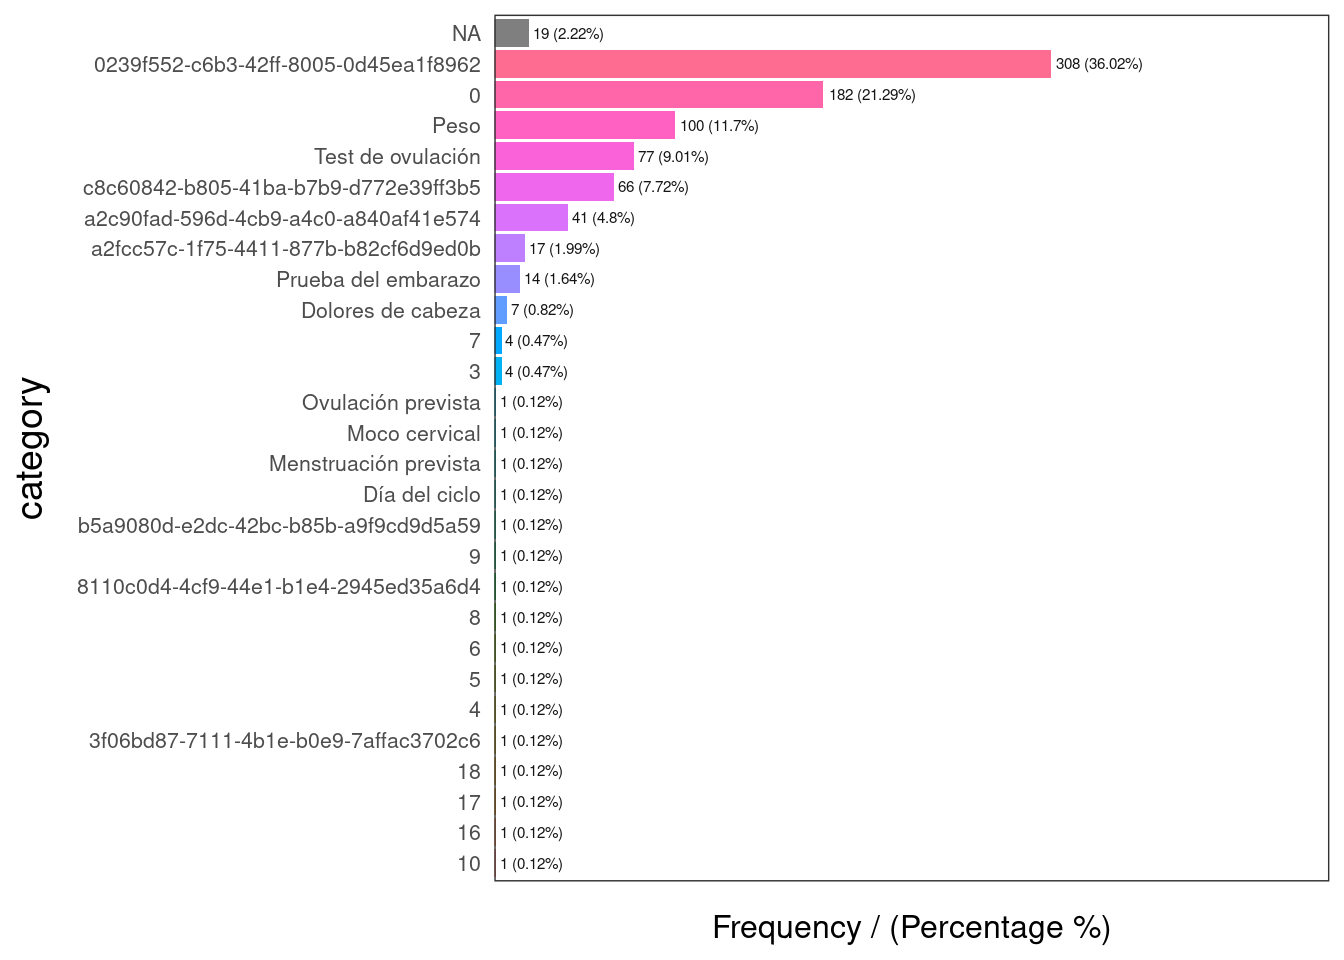 NA 19 (2.22%)
0239f552-c6b3-42ff-8005-0d45ea1f8962 308 (36.02%)
0 182 (21.29%)
Peso 100 (11.7%)
Test de ovulación 77 (9.01%)
c8c60842-b805-41ba-b7b9-d772e39ff3b5 66 (7.72%)
a2c90fad-596d-4cb9-a4c0-a840af41e574 41 (4.8%)
a2fcc57c-1f75-4411-877b-b82cf6d9ed0b 17 (1.99%)
Prueba del embarazo 14 (1.64%)
Dolores de cabeza 7 (0.82%)
7 4 (0.47%)
3 4 (0.47%)
Ovulación prevista 1 (0.12%)
Moco cervical 1 (0.12%)
Menstruación prevista 1 (0.12%)
Día del ciclo 1 (0.12%)
b5a9080d-e2dc-42bc-b85b-a9f9cd9d5a59 1 (0.12%)
9 1 (0.12%)
8110c0d4-4cf9-44e1-b1e4-2945ed35a6d4 1 (0.12%)
8 1 (0.12%)
6 1 (0.12%)
5 1 (0.12%)
4 1 (0.12%)
3f06bd87-7111-4b1e-b0e9-7affac3702c6 1 (0.12%)
18 1 (0.12%)
17 1 (0.12%)
16 1 (0.12%)
10 1 (0.12%)
category
Frequency / (Percentage %)